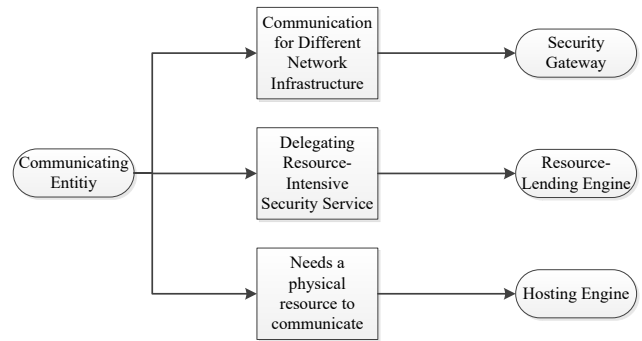 Communication
for Different
Network
Infrastructure
Security
Gateway
Communicating
Entitiy
Delegating
Resource-
Intensive
Security Service
Resource-
Lending Engine
Needs a
physical
resource to
communicate
Hosting Engine